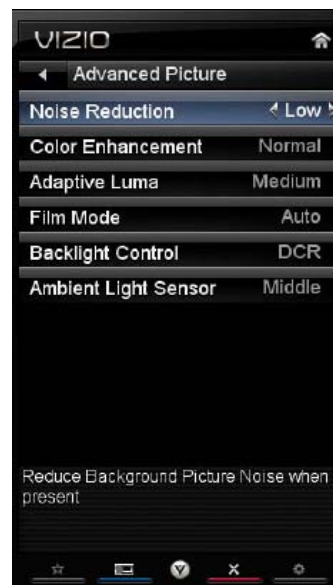 VIZIO
Advanced Picture
Noise Reduction Low
Color Enhancement Normal
Adaptive Luma Medium
Film Mode Auto
Backlight Control DCR
Ambient Light Sensor Middle
Reduce Background Picture Noise when
present